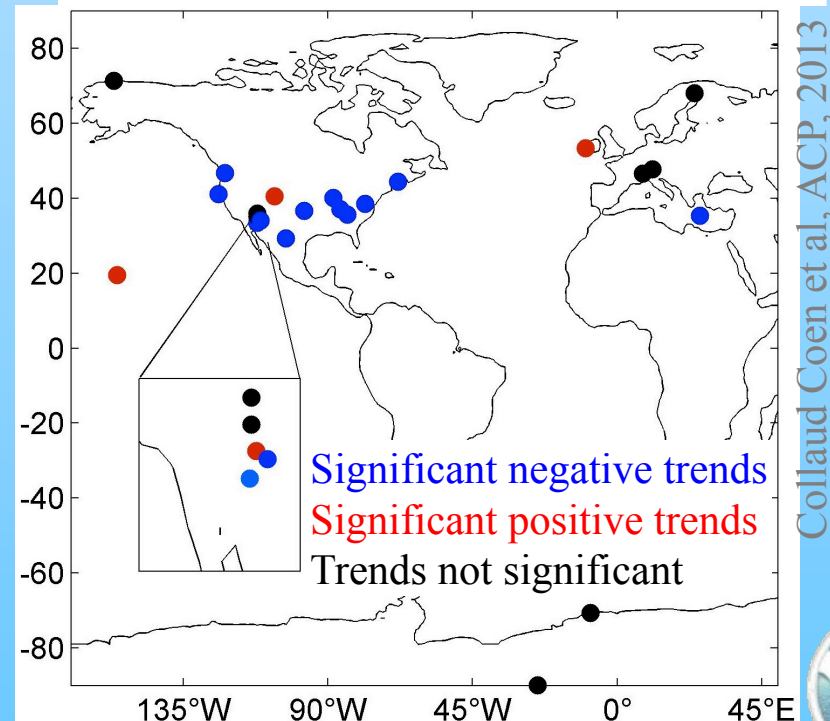 80
60
40
20
0
-20
-40
-60
-80
135°W 90°W 45°W 0° 45°E
Significant negative trends
Significant positive trends
Trends not significant
Collaud Coen et al, ACP, 2013